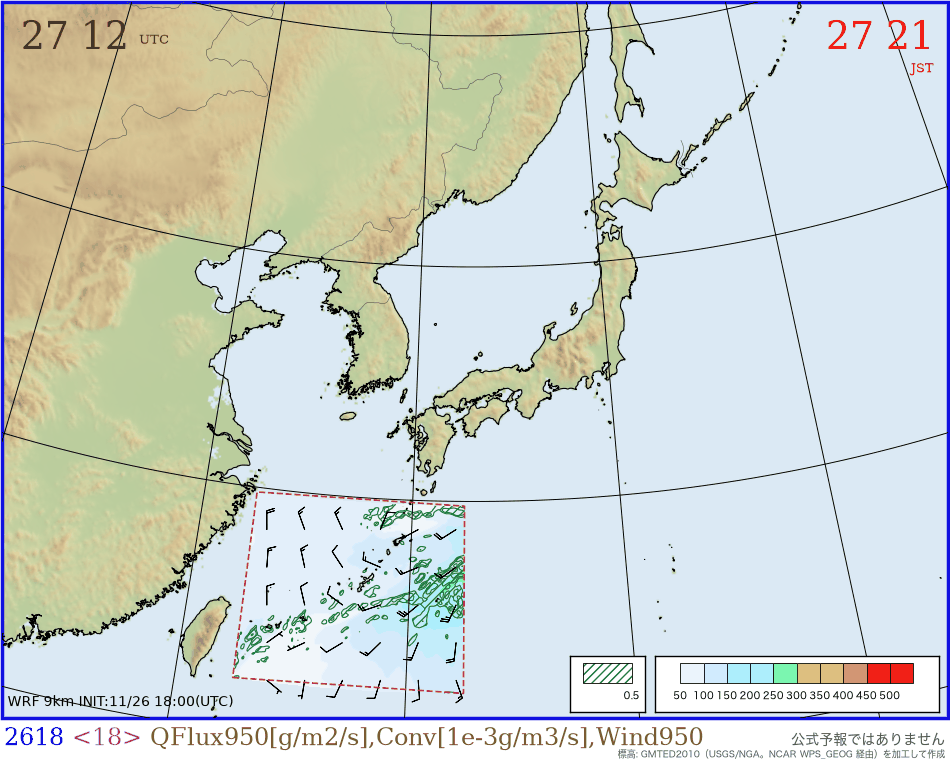 27 12 UTC
27 21
JST
0.5
50 100 150 200 250 300 350 400 450 500
WRF 9km INIT:11/26 18:00(UTC)
2618 <18> QFlux950[g/m2/s],Conv[1e-3g/m3/s],Wind950
公式予報ではありません
標高: GMTED2010（USGS/NGA。NCAR WPS_GEOG 経由）を加工して作成